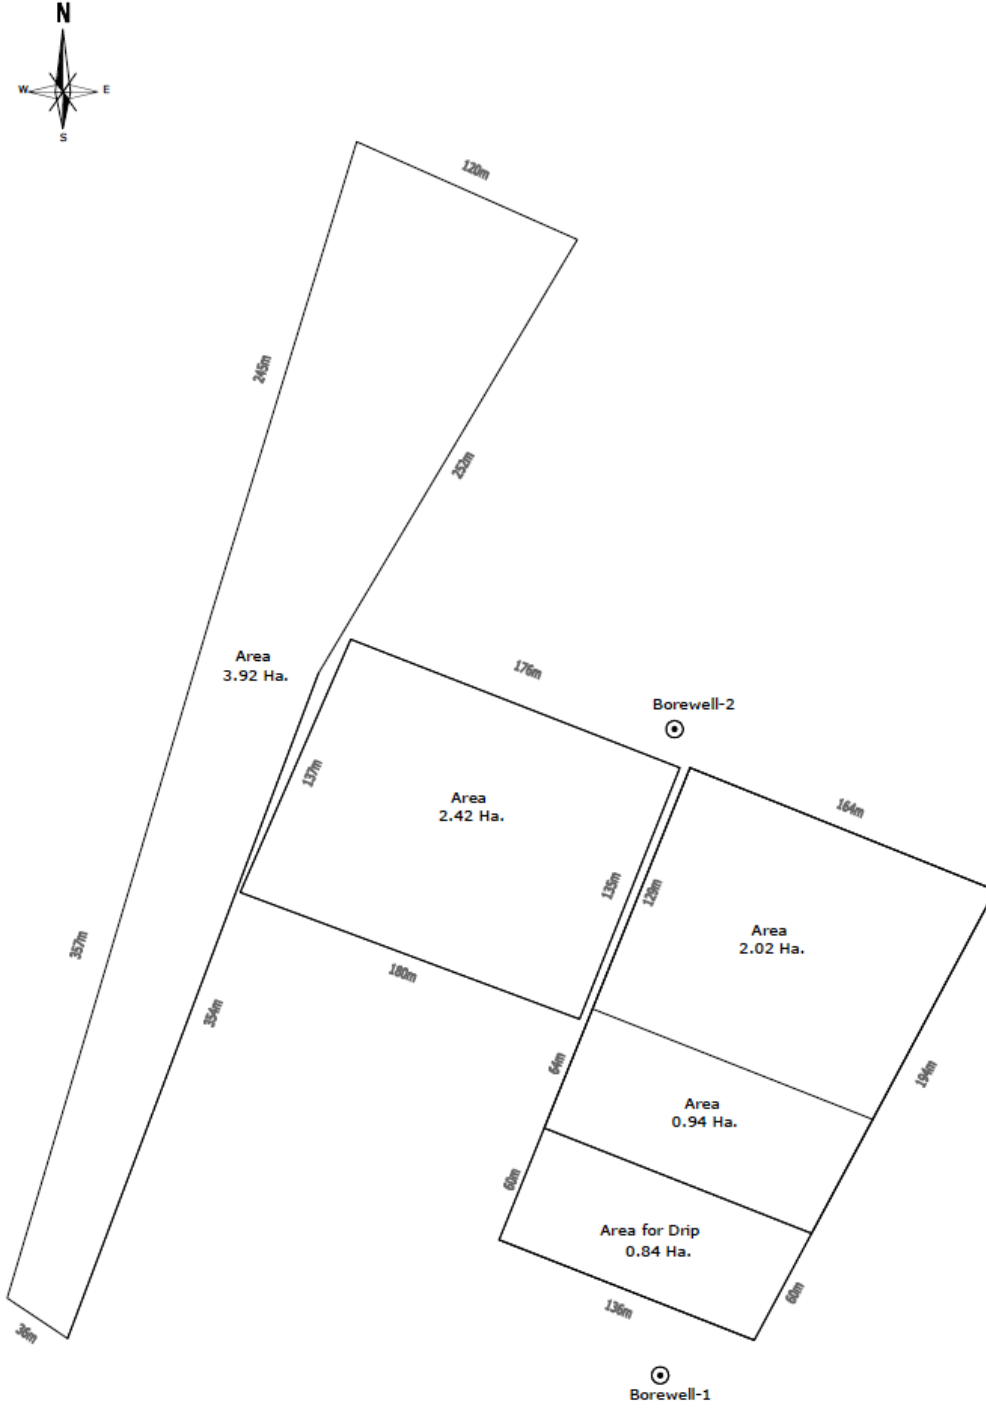 N
W
E
S
120m
245m
252m
Area
3.92 Ha.
176m
Borewell-2
137m
Area
2.42 Ha.
164m
135m
129m
Area
2.02 Ha.
357m
180m
354m
64m
194m
Area
0.94 Ha.
60m
Area for Drip
0.84 Ha.
60m
136m
36m
Borewell-1